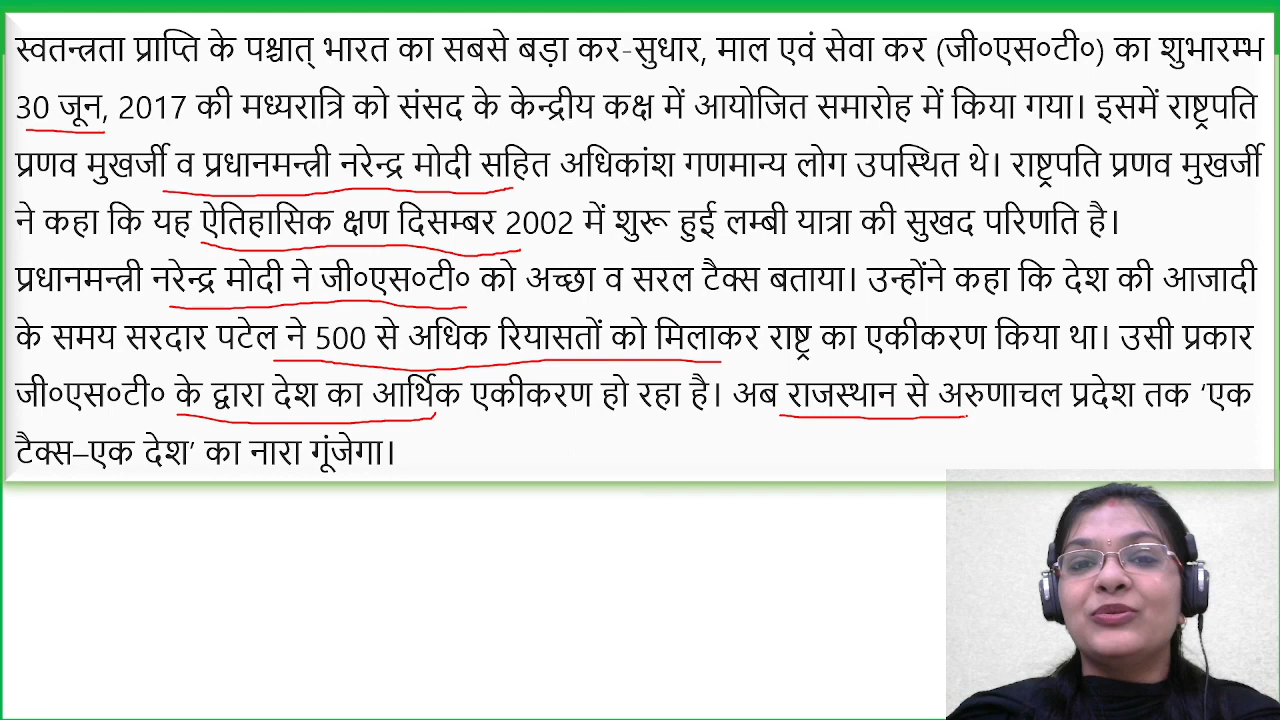 स्वतन्त्रता प्राप्ति के पश्चात् भारत का सबसे बड़ा कर-सुधार, माल एवं सेवा कर (जी०एस०टी०) का शुभारम्भ
30 जून, 2017 की मध्यरात्रि को संसद के केन्द्रीय कक्ष में आयोजित समारोह में किया गया। इसमें राष्ट्रपति
प्रणव मुखर्जी व प्रधानमन्त्री नरेन्द्र मोदी सहित अधिकांश गणमान्य लोग उपस्थित थे। राष्ट्रपति प्रणव मुखर्जी
ने कहा कि यह ऐतिहासिक क्षण दिसम्बर 2002 में शुरू हुई लम्बी यात्रा की सुखद परिणति है।
प्रधानमन्त्री नरेन्द्र मोदी ने जी०एस०टी० को अच्छा व सरल टैक्स बताया। उन्होंने कहा कि देश की आजादी
के समय सरदार पटेल ने 500 से अधिक रियासतों को मिलाकर राष्ट्र का एकीकरण किया था। उसी प्रकार
जी०एस०टी० के द्वारा देश का आर्थिक एकीकरण हो रहा है। अब राजस्थान से अरुणाचल प्रदेश तक ‘एक
टैक्स–एक देश’ का नारा गूंजेगा।